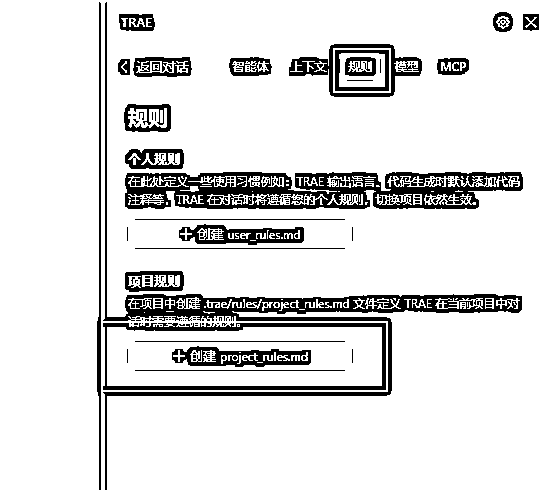 TRAE
返回对话 智能体 上下文 规则 模型 MCP
规则
个人规则
在此处定义一些使用习惯例如：TRAE 输出语言、代码生成时默认添加代码
注释等，TRAE 在对话时将遵循您的个人规则，切换项目依然生效。
+ 创建 user_rules.md
项目规则
在项目中创建 .trae/rules/project_rules.md 文件定义 TRAE 在当前项目中对
话时需要遵循的规则。
+ 创建 project_rules.md